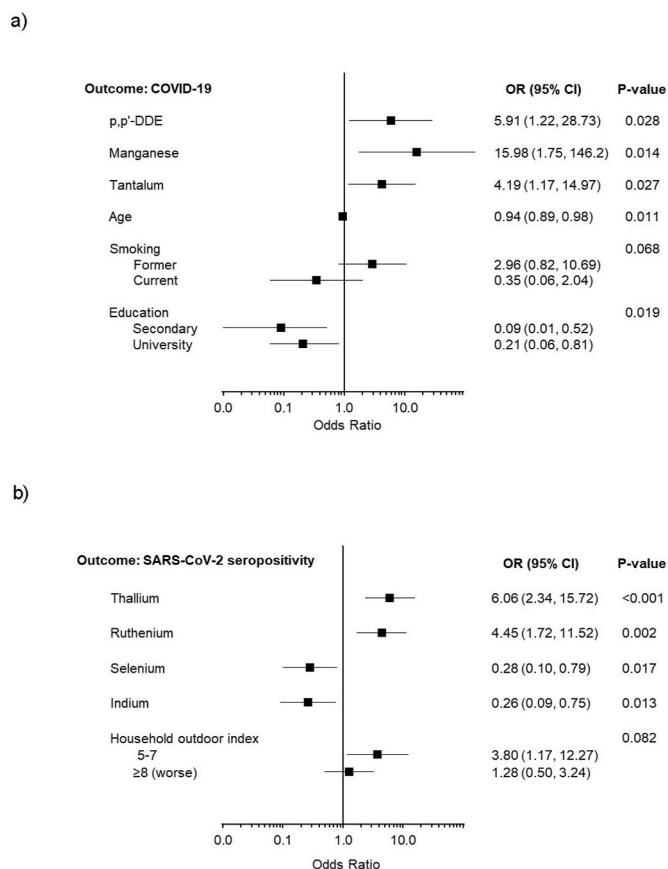 a)
Outcome: COVID-19 OR (95% CI) P-value
p,p'-DDE 5.91 (1.22, 28.73) 0.028
Manganese 15.98 (1.75, 146.2) 0.014
Tantalum 4.19 (1.17, 14.97) 0.027
Age 0.94 (0.89, 0.98) 0.011
Smoking 0.068
Former 2.96 (0.82, 10.69)
Current 0.35 (0.06, 2.04)
Education 0.019
Secondary 0.09 (0.01, 0.52)
University 0.21 (0.06, 0.81)
0.0 0.1 1.0 10.0
Odds Ratio
b)
Outcome: SARS-CoV-2 seropositivity OR (95% CI) P-value
Thallium 6.06 (2.34, 15.72) <0.001
Ruthenium 4.45 (1.72, 11.52) 0.002
Selenium 0.28 (0.10, 0.79) 0.017
Indium 0.26 (0.09, 0.75) 0.013
Household outdoor index 0.082
5-7 3.80 (1.17, 12.27)
≥8 (worse) 1.28 (0.50, 3.24)
0.0 0.1 1.0 10.0
Odds Ratio